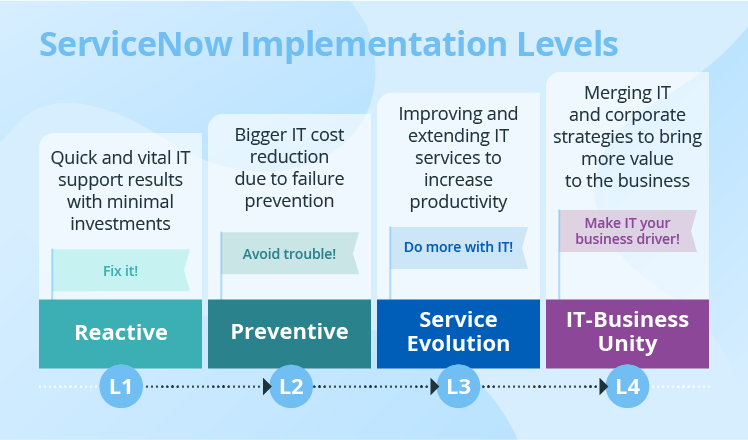 ServiceNow Implementation Levels
Quick and vital IT
support results
with minimal
investments
Fix it!
Reactive
L1
Bigger IT cost
reduction
due to failure
prevention
Avoid trouble!
Preventive
L2
Improving and
extending IT
services to
increase
productivity
Do more with IT!
Service
Evolution
L3
Merging IT
and corporate
strategies to bring
more value
to the business
Make IT your
business driver!
IT-Business
Unity
L4